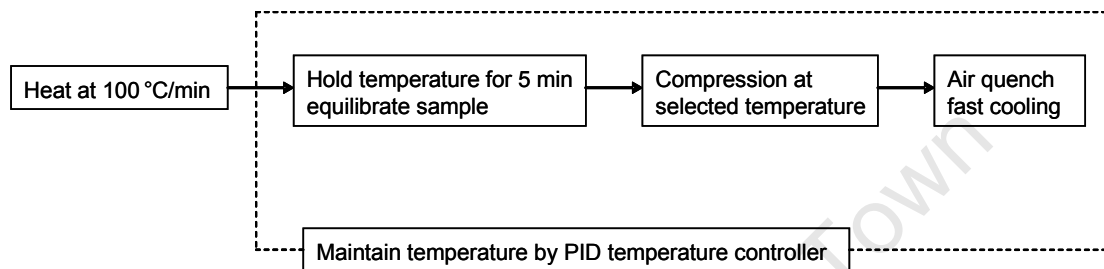 Heat at 100 °C/min
Hold temperature for 5 min
equilibrate sample
Compression at
selected temperature
Air quench
fast cooling
Maintain temperature by PID temperature controller
Town